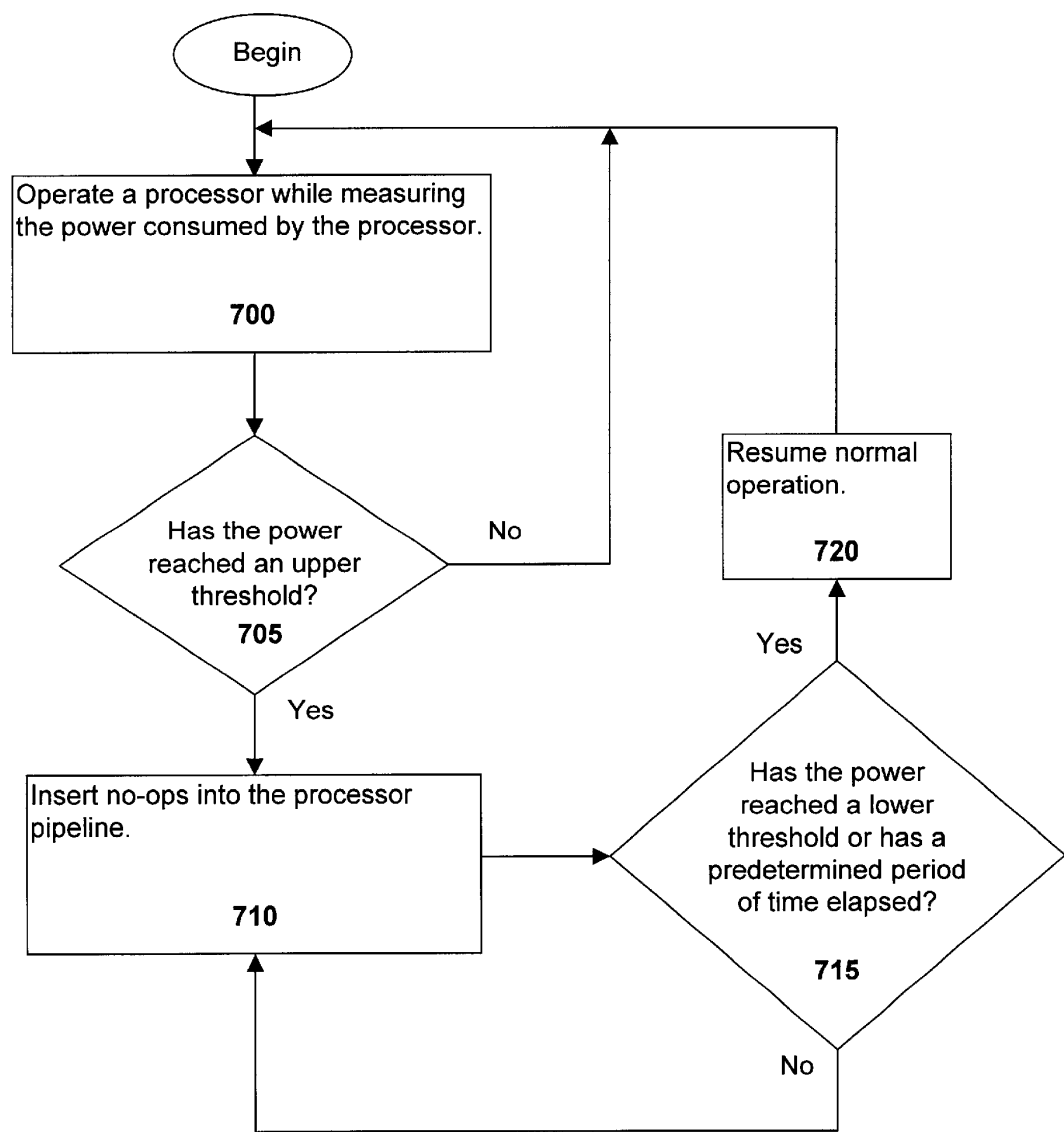 Begin
Operate a processor while measuring
the power consumed by the processor.
700
Has the power
reached an upper
threshold?
705
No
Yes
Insert no-ops into the processor
pipeline.
710
Resume normal
operation.
720
Yes
Has the power
reached a lower
threshold or has a
predetermined period
of time elapsed?
715
No